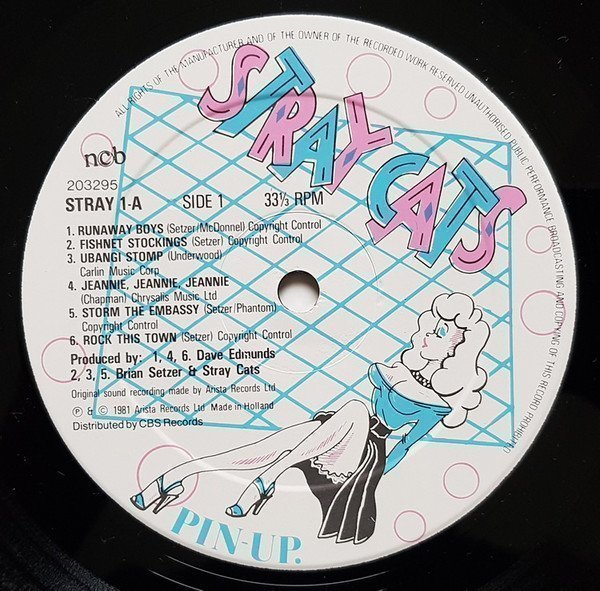 ALL RIGHTS OF THE MANUFACTURER AND OF THE OWNER OF THE RECORDED WORK RESERVED UNAUTHORISED PUBLIC PERFORMANCE BROADCASTING AND COPYING OF THIS RECORD PROHIBITED
STRAY CATS
ncb
203295
STRAY 1-A SIDE 1 33⅓ RPM
1. RUNAWAY BOYS (Setzer/McDonnel) Copyright Control
2. FISHNET STOCKINGS (Setzer) Copyright Control
3. UBANGI STOMP (Underwood)
Carlin Music Corp
4. JEANNIE, JEANNIE, JEANNIE
(Chapman) Chrysalis Music Ltd
5. STORM THE EMBASSY (Setzer/Phantom)
Copyright Control
6. ROCK THIS TOWN (Setzer) Copyright Control
Produced by: 1, 4, 6. Dave Edmunds
2, 3, 5. Brian Setzer & Stray Cats
Original sound recording made by Arista Records Ltd
℗ & © 1981 Arista Records Ltd Made in Holland
Distributed by CBS Records
PIN-UP.